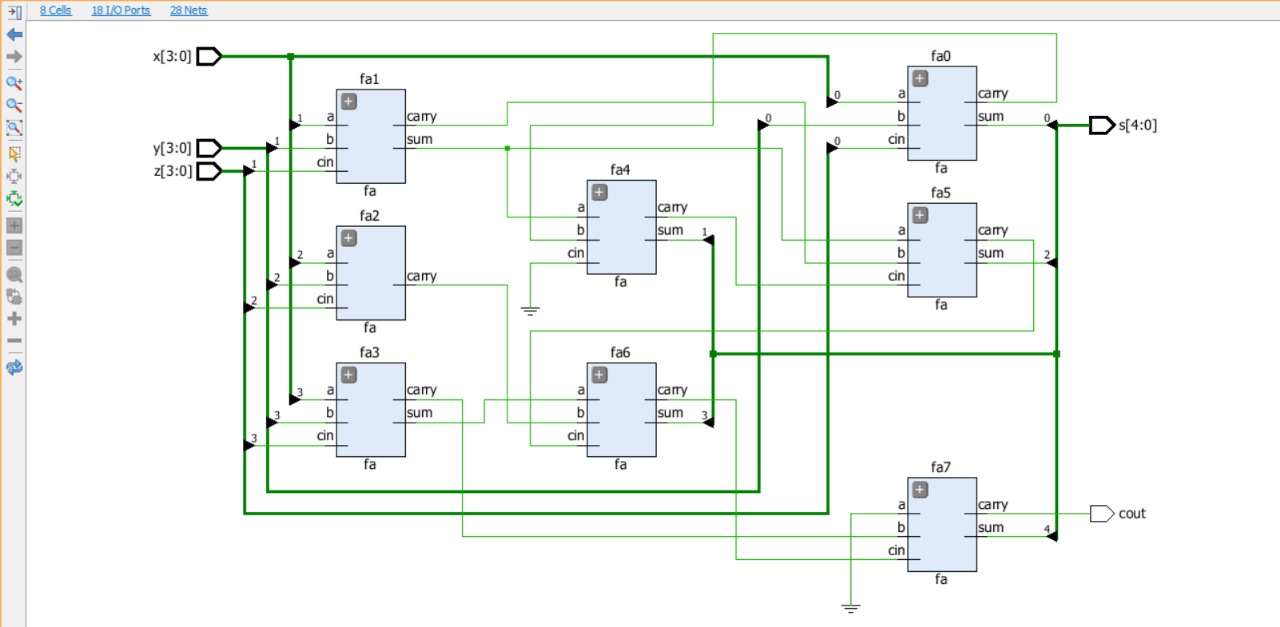 8 Cells 18 I/O Ports 28 Nets
x[3:0]
y[3:0]
z[3:0]
fa1
1 a carry
1 b sum
1 cin
fa
fa2
2 a carry
2 b
2 cin
fa
fa3
3 a carry
3 b sum
3 cin
fa
fa4
a carry
b sum 1
cin
fa
fa6
a carry
b sum 3
cin
fa
fa0
0 a carry
0 b sum 0
0 cin
fa
s[4:0]
fa5
a carry
b sum 2
cin
fa
fa7
a carry
b sum 4
cin
fa
cout